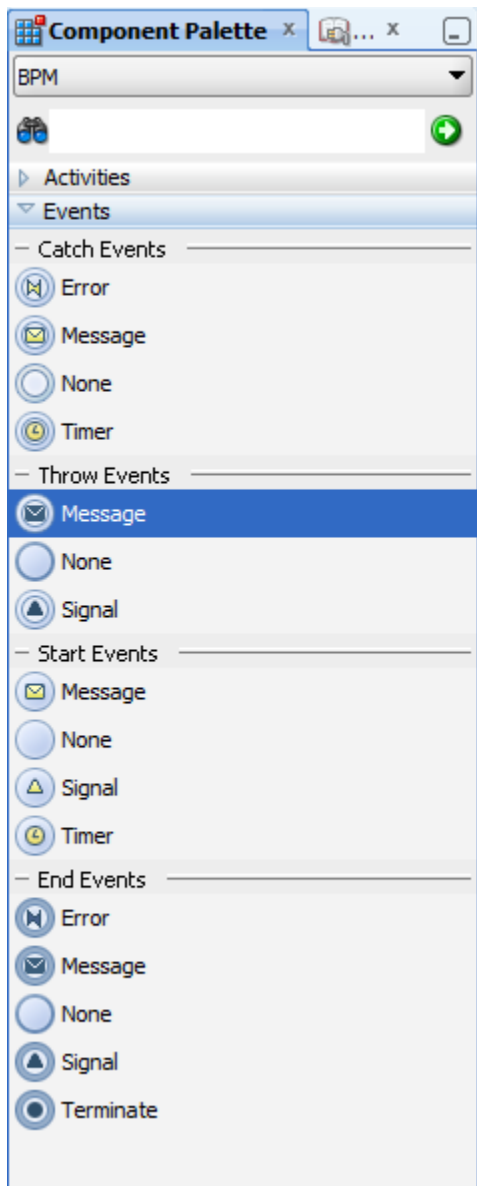 Component Palette x ... x
BPM
Activities
Events
Catch Events
Error
Message
None
Timer
Throw Events
Message
None
Signal
Start Events
Message
None
Signal
Timer
End Events
Error
Message
None
Signal
Terminate